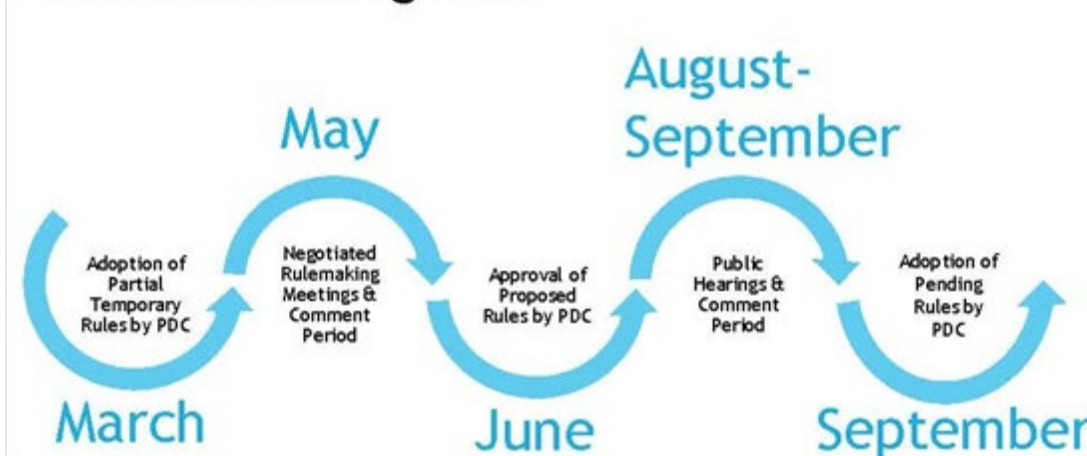 March
Adoption of
Partial
Temporary
Rules by PDC
May
Negotiated
Rulemaking
Meetings &
Comment
Period
June
Approval of
Proposed
Rules by PDC
August-
September
Public
Hearings &
Comment
Period
September
Adoption of
Pending
Rules by
PDC